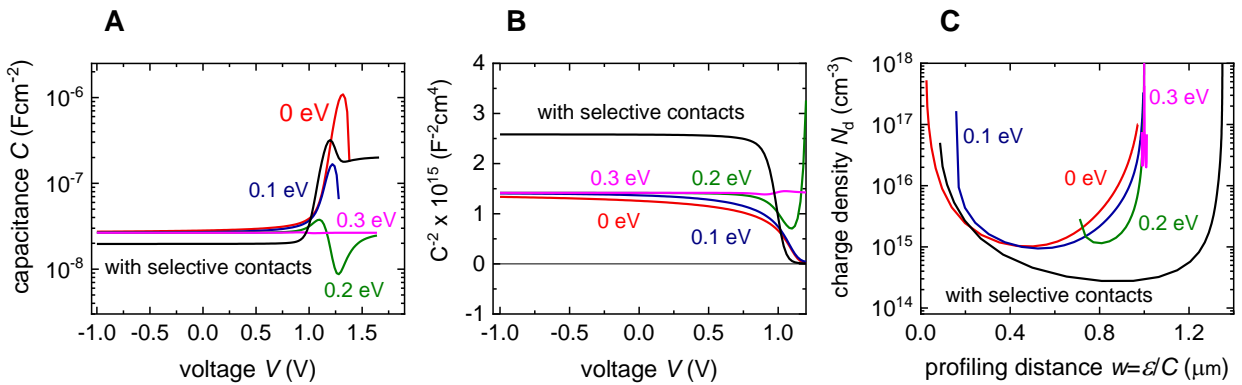 A
capacitance C (Fcm-2)
10-6
10-7
10-8
0 eV
0.1 eV
0.3 eV
with selective contacts
0.2 eV
-1.0 -0.5 0.0 0.5 1.0 1.5
voltage V (V)
B
C-2 x 1015 (F-2cm4)
4
3
2
1
0
-1
with selective contacts
0.3 eV
0.2 eV
0 eV
0.1 eV
-1.0 -0.5 0.0 0.5 1.0
voltage V (V)
C
charge density Nd (cm-3)
1018
1017
1016
1015
1014
0.3 eV
0.1 eV
0 eV
0.2 eV
with selective contacts
0.0 0.4 0.8 1.2
profiling distance w=ε/C (μm)